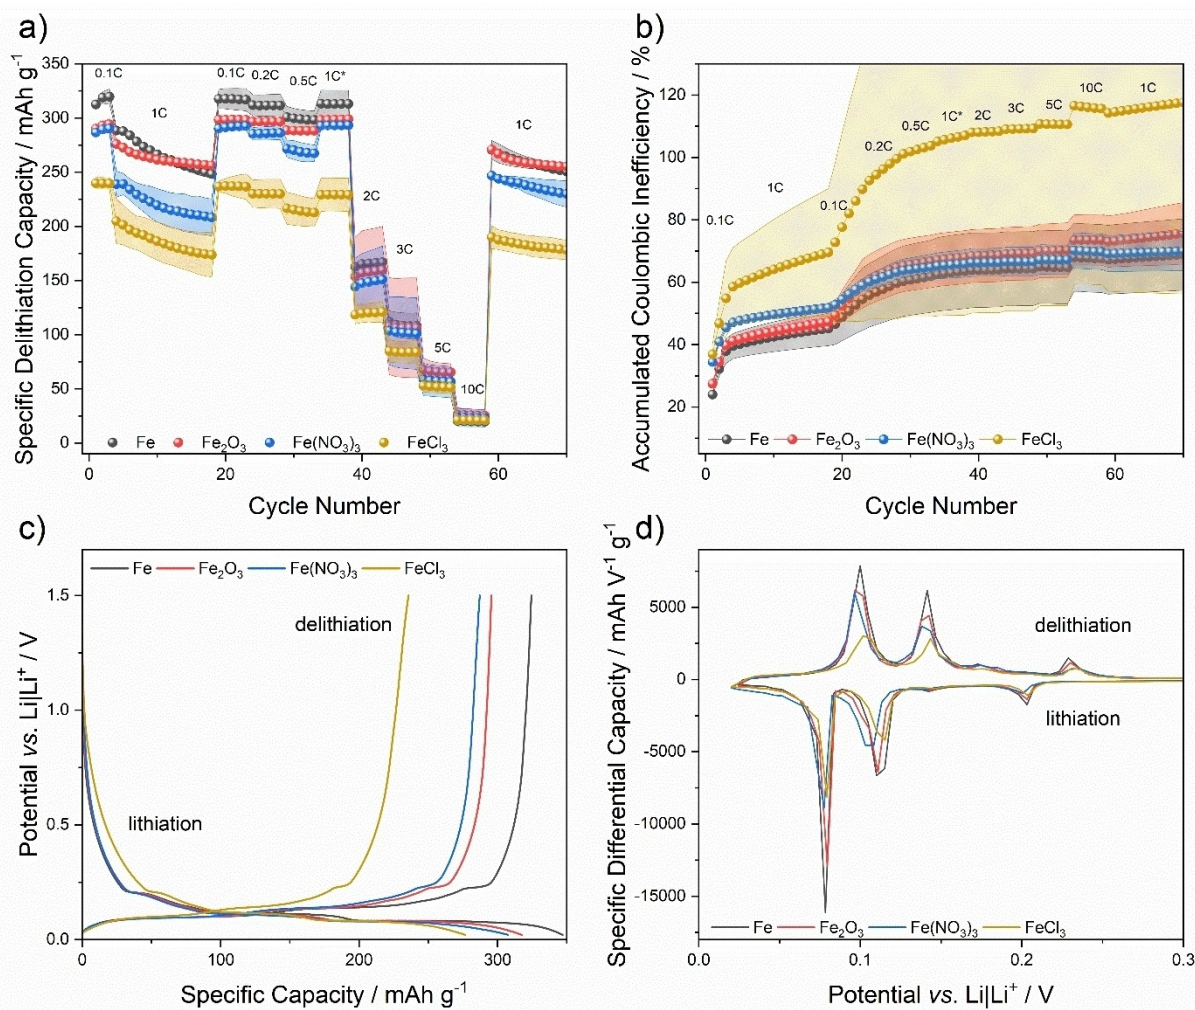 a)
Specific Delithiation Capacity / mAh g⁻¹
350
300
250
200
150
100
50
0
0.1C
1C
0.1C
0.2C
0.5C
1C*
2C
3C
5C
10C
1C
Fe Fe₂O₃ Fe(NO₃)₃ FeCl₃
0 20 40 60
Cycle Number
b)
Accumulated Coulombic Inefficiency / %
120
100
80
60
40
20
0.1C
1C
0.1C
0.2C
0.5C
1C*
2C
3C
5C
10C
1C
Fe Fe₂O₃ Fe(NO₃)₃ FeCl₃
0 20 40 60
Cycle Number
c)
Potential vs. Li|Li⁺ / V
1.5
1.0
0.5
0.0
Fe Fe₂O₃ Fe(NO₃)₃ FeCl₃
delithiation
lithiation
0 100 200 300
Specific Capacity / mAh g⁻¹
d)
Specific Differential Capacity / mAh V⁻¹ g⁻¹
5000
0
-5000
-10000
-15000
delithiation
lithiation
Fe Fe₂O₃ Fe(NO₃)₃ FeCl₃
0.0 0.1 0.2 0.3
Potential vs. Li|Li⁺ / V